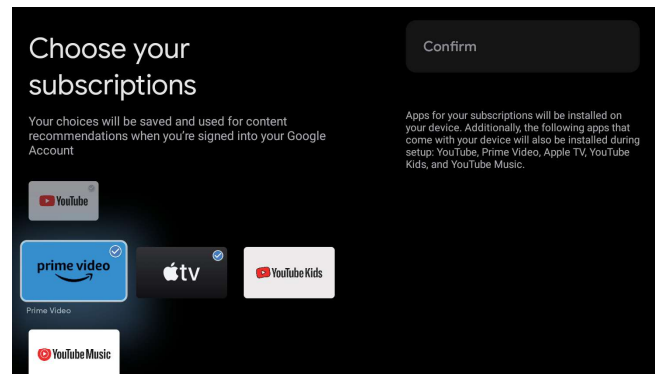 Choose your
subscriptions
Your choices will be saved and used for content
recommendations when you're signed into your Google
Account
YouTube
prime video
tv
YouTube Kids
Prime Video
YouTube Music
Confirm
Apps for your subscriptions will be installed on
your device. Additionally, the following apps that
come with your device will also be installed during
setup: YouTube, Prime Video, Apple TV, YouTube
Kids, and YouTube Music.